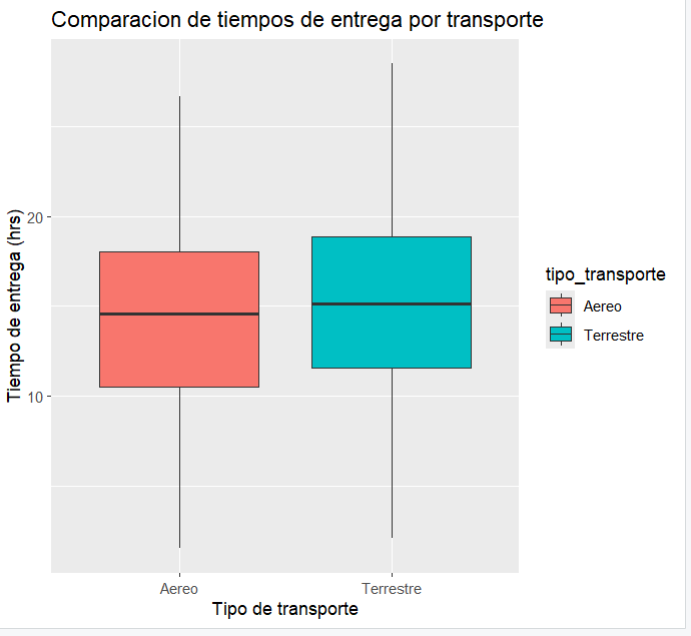 Comparacion de tiempos de entrega por transporte
Tiempo de entrega (hrs)
20
10
Aereo
Terrestre
Tipo de transporte
tipo_transporte
Aereo
Terrestre